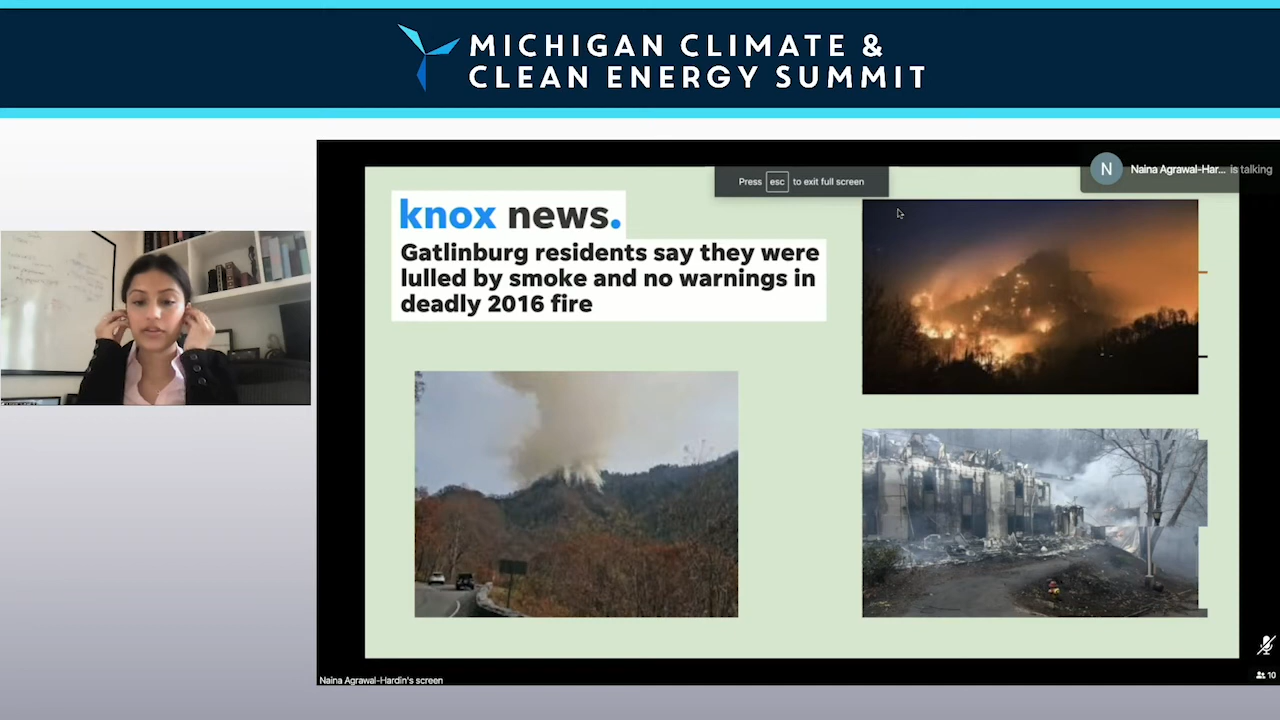 MICHIGAN CLIMATE &
CLEAN ENERGY SUMMIT
N
Naina Agrawal-Har... is talking
Press esc to exit full screen
knox news.
Gatlinburg residents say they were
lulled by smoke and no warnings in
deadly 2016 fire
Naina Agrawal-Hardin's screen
10